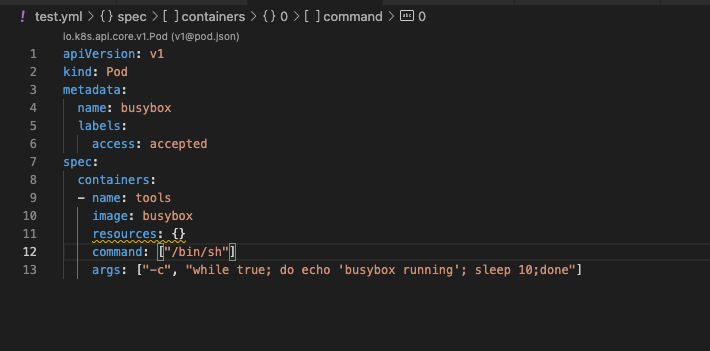 ! test.yml > {} spec > [ ] containers > {} 0 > [ ] command > abc 0
io.k8s.api.core.v1.Pod (v1@pod.json)
1 apiVersion: v1
2 kind: Pod
3 metadata:
4   name: busybox
5   labels:
6     access: accepted
7 spec:
8   containers:
9   - name: tools
10     image: busybox
11     resources: {}
12     command: ["/bin/sh"]
13     args: ["-c", "while true; do echo 'busybox running'; sleep 10;done"]